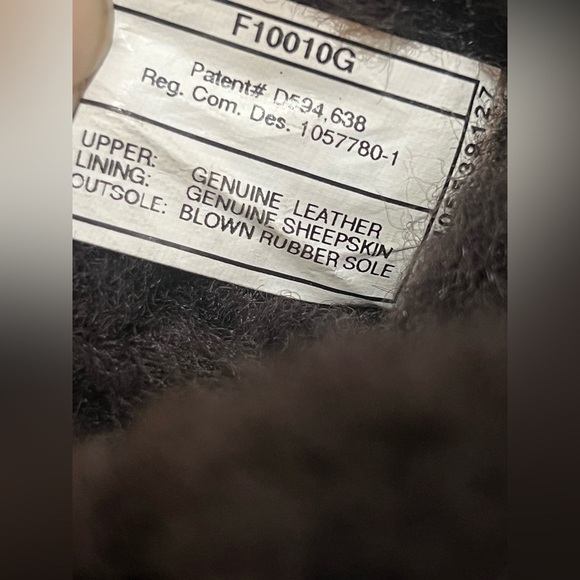 F10010G
Patent# D594,638
Reg. Com. Des. 1057780-1
UPPER: GENUINE LEATHER
LINING: GENUINE SHEEPSKIN
OUTSOLE: BLOWN RUBBER SOLE